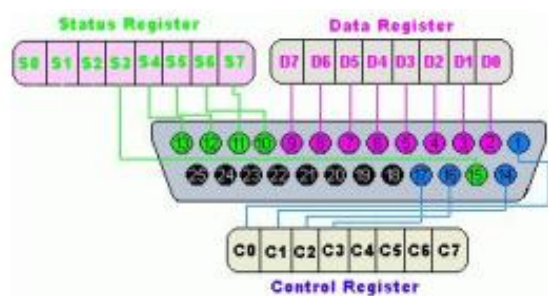 Status Register Data Register
S0 S1 S2 S3 S4 S5 S6 S7 D7 D6 D5 D4 D3 D2 D1 D0
13 12 11 10 9 8 7 6 5 4 3 2 1
25 24 23 22 21 20 19 18 17 16 15 14
C0 C1 C2 C3 C4 C5 C6 C7
Control Register